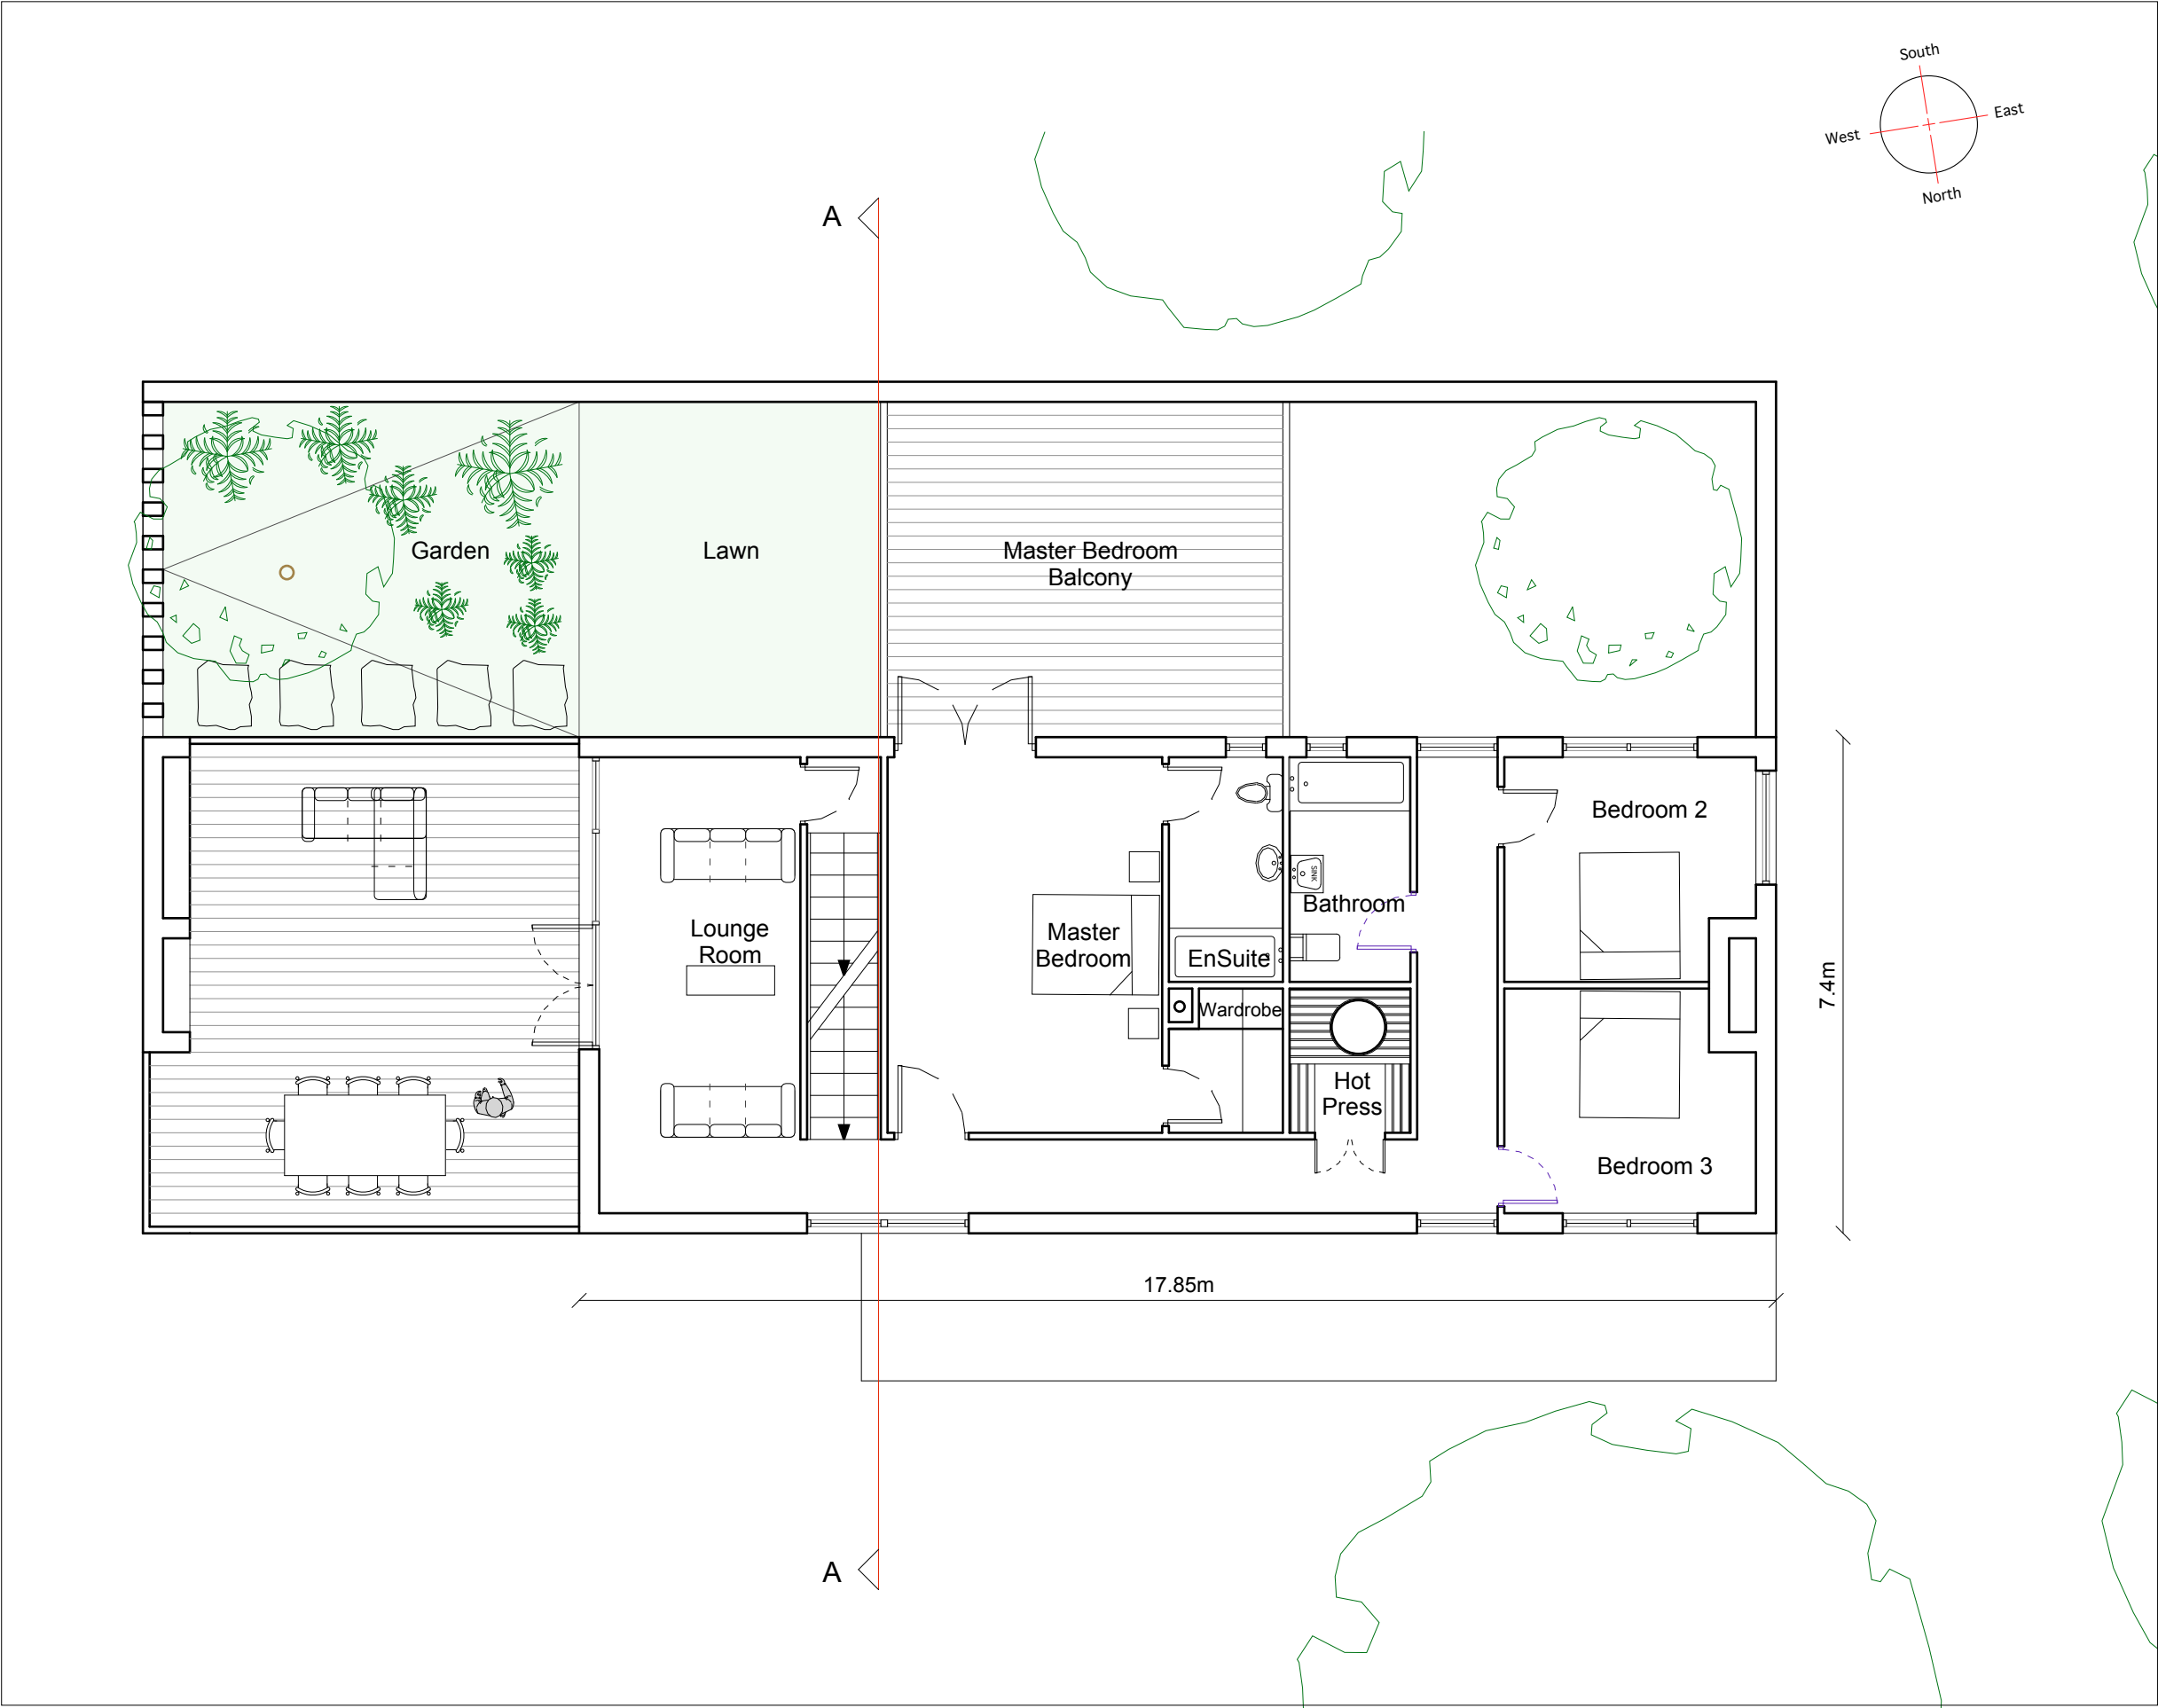 South
East
West
North
A
Garden
Lawn
Master Bedroom
Balcony
Bedroom 2
SINK
Bathroom
Lounge
Room
Master
Bedroom
EnSuite
7.4m
Wardrobe
Hot
Press
Bedroom 3
17.85m
A